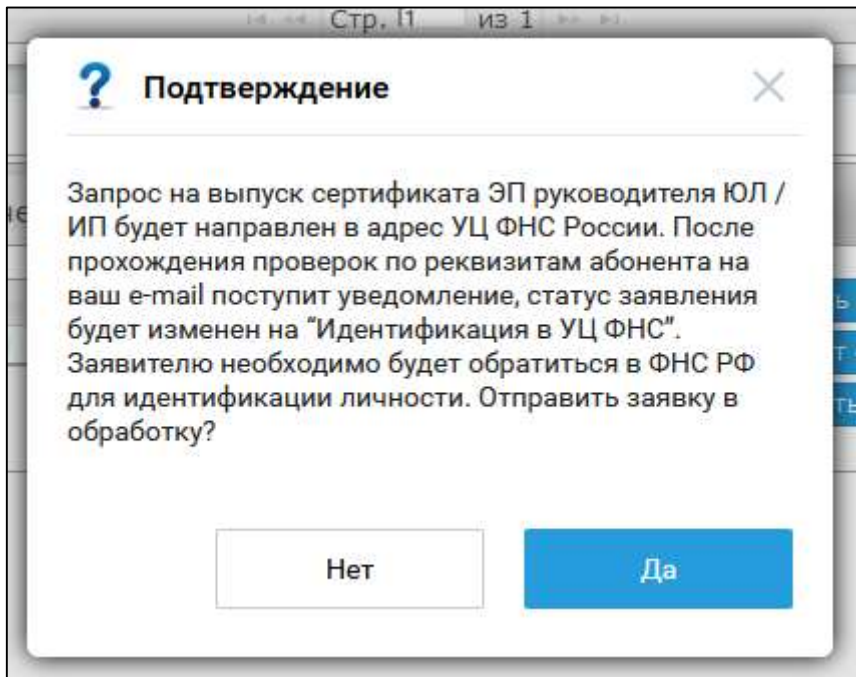 Стр. 1 из 1
Подтверждение
Запрос на выпуск сертификата ЭП руководителя ЮЛ /
ИП будет направлен в адрес УЦ ФНС России. После
прохождения проверок по реквизитам абонента на
ваш e-mail поступит уведомление, статус заявления
будет изменен на “Идентификация в УЦ ФНС”.
Заявителю необходимо будет обратиться в ФНС РФ
для идентификации личности. Отправить заявку в
обработку?
Нет
Да